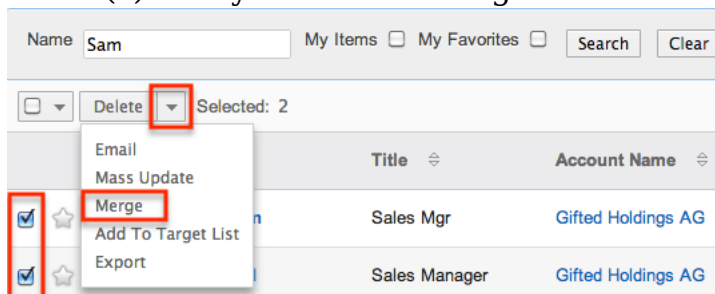 Name Sam My Items My Favorites Search Clear
Delete Selected: 2
Email
Mass Update
Title Account Name
Merge
Sales Mgr Gifted Holdings AG
Add To Target List
Export
Sales Manager Gifted Holdings AG